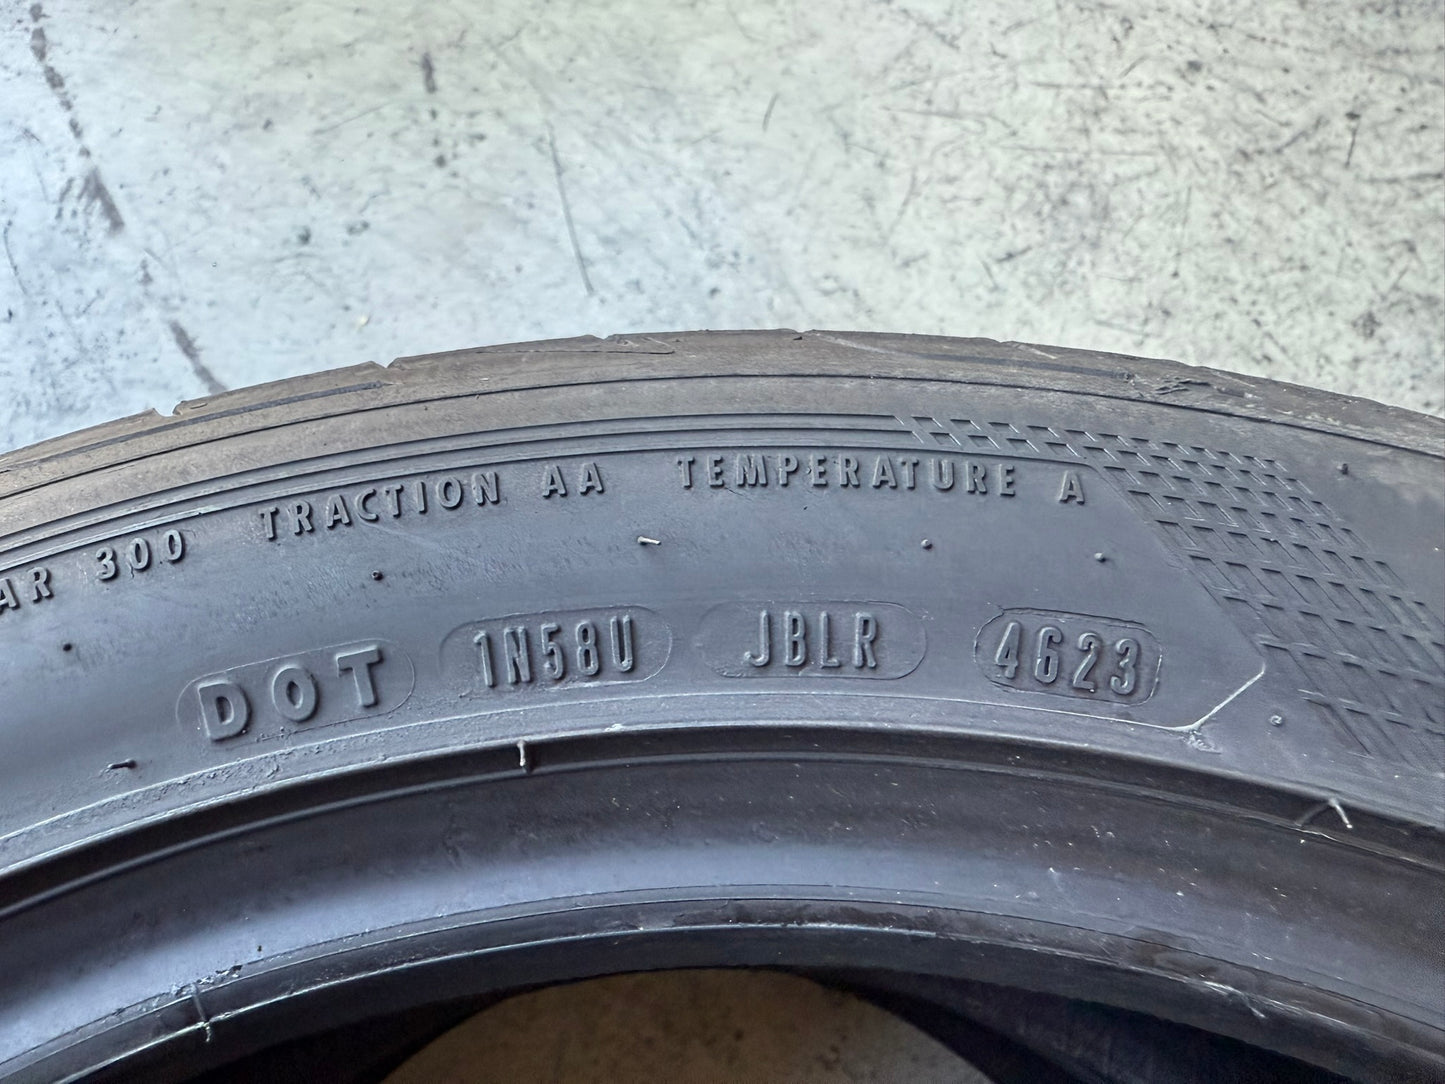 AR 300 TRACTION AA TEMPERATURE A
DOT 1N58U JBLR 4623